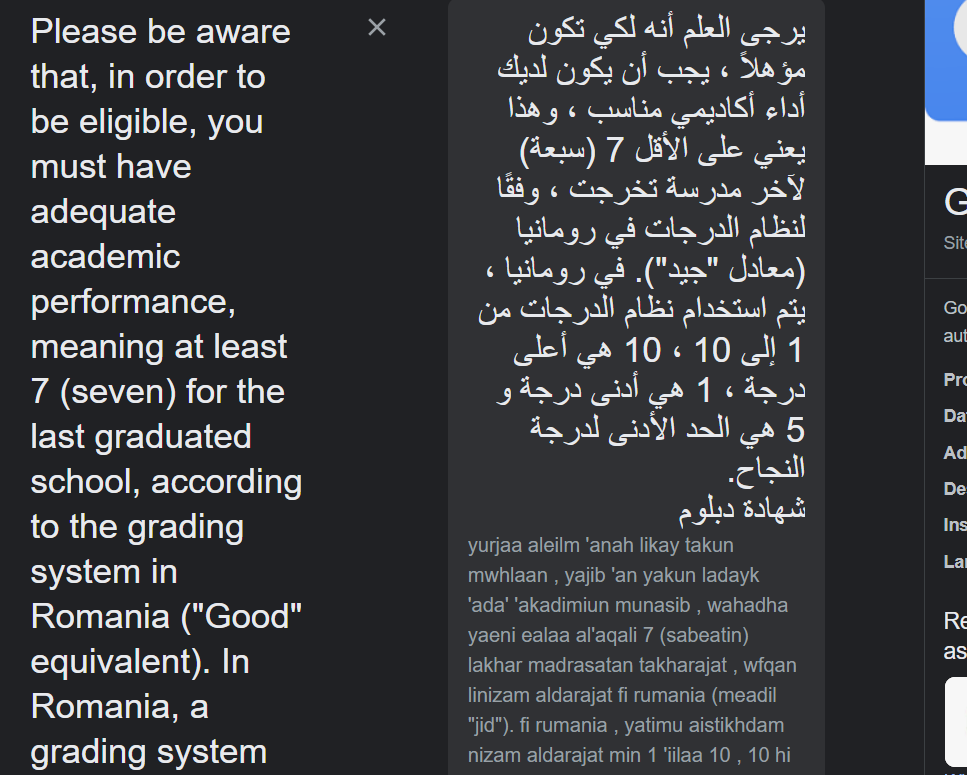 Please be aware
that, in order to
be eligible, you
must have
adequate
academic
performance,
meaning at least
7 (seven) for the
last graduated
school, according
to the grading
system in
Romania ("Good"
equivalent). In
Romania, a
grading system
يرجى العلم أنه لكي تكون
مؤهلاً ، يجب أن يكون لديك
أداء أكاديمي مناسب ، وهذا
يعني على الأقل 7 (سبعة)
لآخر مدرسة تخرجت ، وفقًا
لنظام الدرجات في رومانيا
(معادل "جيد"). في رومانيا ،
يتم استخدام نظام الدرجات من
1 إلى 10 ، 10 هي أعلى
درجة ، 1 هي أدنى درجة و
5 هي الحد الأدنى لدرجة
النجاح.
شهادة دبلوم
yurjaa aleilm 'anah likay takun
mwhlaan , yajib 'an yakun ladayk
'ada' 'akadimiun munasib , wahadha
yaeni ealaa al'aqali 7 (sabeatin)
lakhar madrasatan takharajat , wfqan
linizam aldarajat fi rumania (meadil
"jid"). fi rumania , yatimu aistikhdam
nizam aldarajat min 1 'iilaa 10 , 10 hi
G
Site
Go
aut
Pro
Da
Ad
De
Ins
La
Re
as